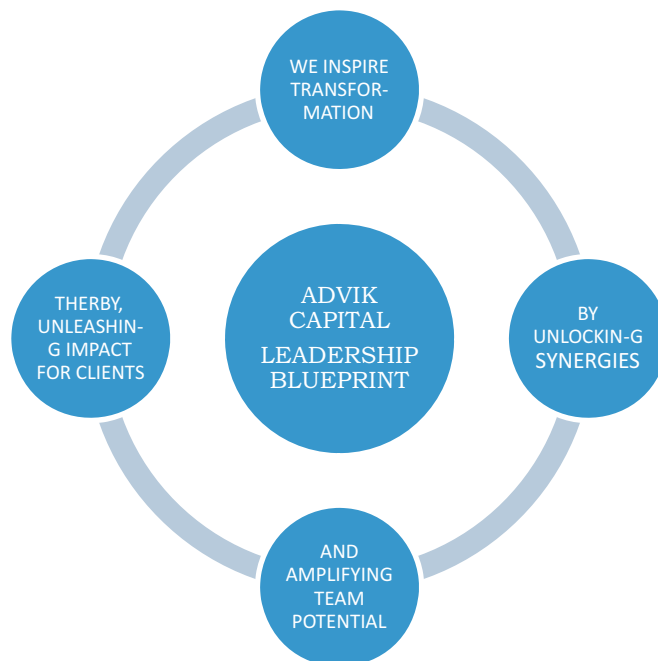 WE INSPIRE
TRANSFOR-
MATION
BY
UNLOCKIN-G
SYNERGIES
AND
AMPLIFYING
TEAM
POTENTIAL
THERBY,
UNLEASHIN-
G IMPACT
FOR CLIENTS
ADVIK
CAPITAL
LEADERSHIP
BLUEPRINT